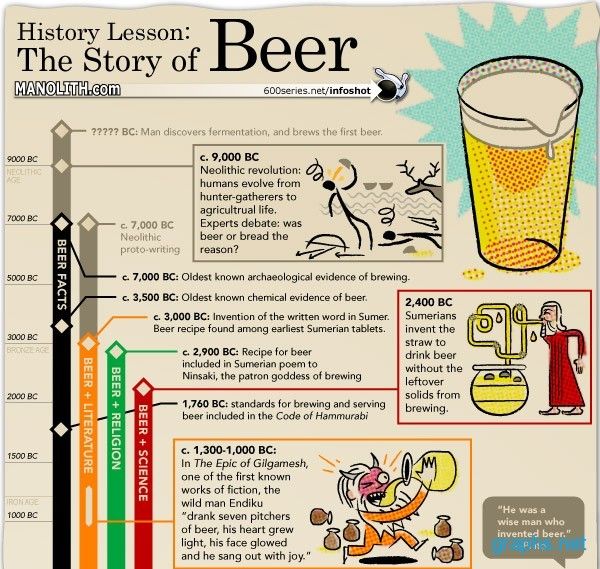 History Lesson:
The Story of Beer
MANOLITH.com
600series.net/infoshot
????? BC: Man discovers fermentation, and brews the first beer.
9000 BC
NEOLITHIC
AGE
c. 9,000 BC
Neolithic revolution:
humans evolve from
hunter-gatherers to
agricultrual life.
Experts debate: was
beer or bread the
reason?
7000 BC
c. 7,000 BC
Neolithic
proto-writing
BEER FACTS
5000 BC
c. 7,000 BC: Oldest known archaeological evidence of brewing.
c. 3,500 BC: Oldest known chemical evidence of beer.
c. 3,000 BC: Invention of the written word in Sumer.
Beer recipe found among earliest Sumerian tablets.
2,400 BC
Sumerians
invent the
straw to
drink beer
without the
leftover
solids from
brewing.
3000 BC
BRONZE AGE
c. 2,900 BC: Recipe for beer
included in Sumerian poem to
Ninsaki, the patron goddess of brewing
BEER + LITERATURE
BEER + RELIGION
BEER + SCIENCE
2000 BC
1,760 BC: standards for brewing and serving
beer included in the Code of Hammurabi
1500 BC
c. 1,300-1,000 BC:
In The Epic of Gilgamesh,
one of the first known
works of fiction, the
wild man Endiku
"drank seven pitchers
of beer, his heart grew
light, his face glowed
and he sang out with joy."
IRON AGE
1000 BC
"He was a
wise man who
invented beer."
graphs.net